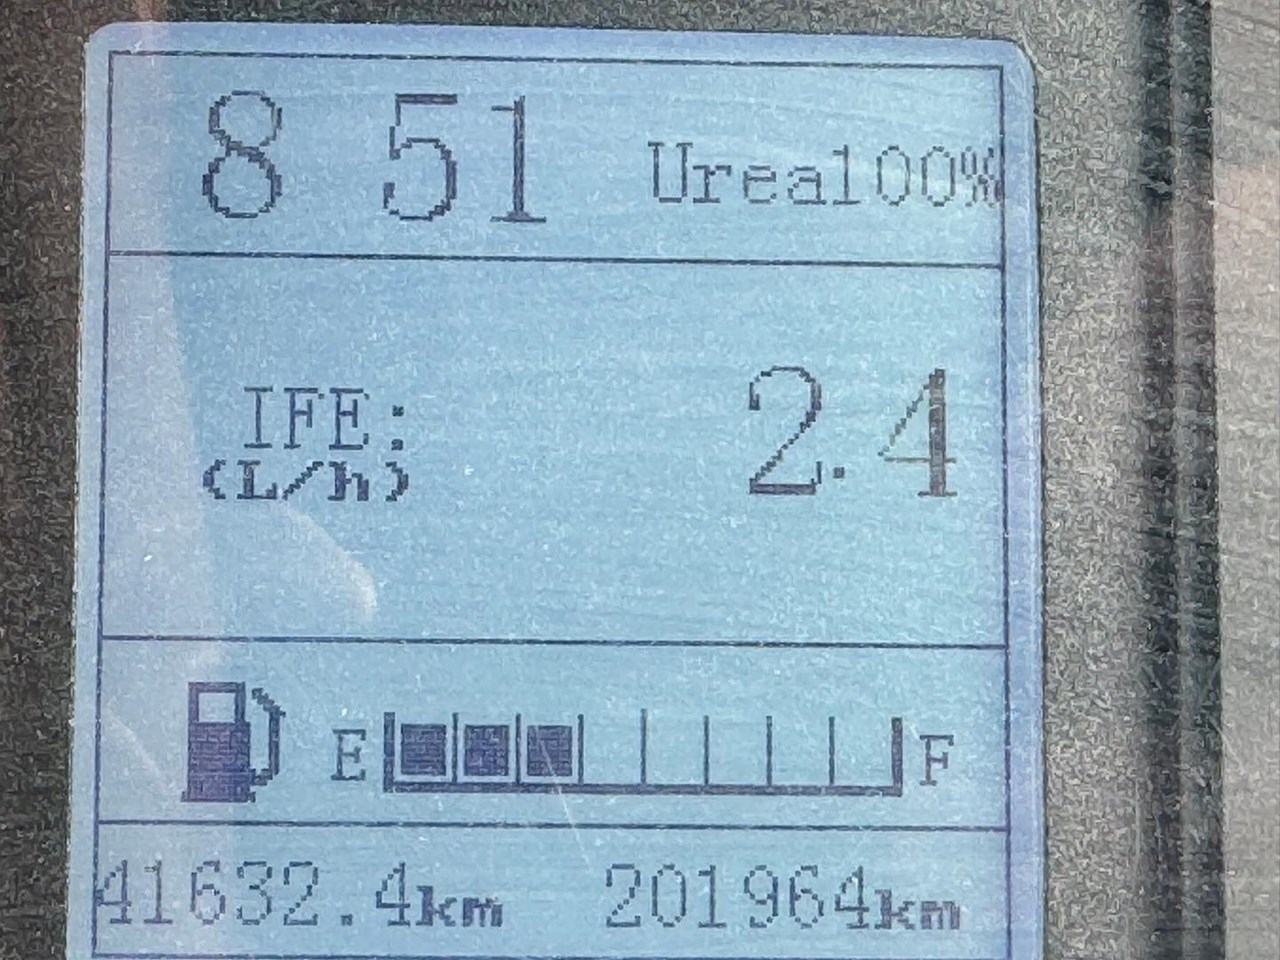 8 51 Urea100%
IFE: 2.4
(L/h)
E F
41632.4km 201964km